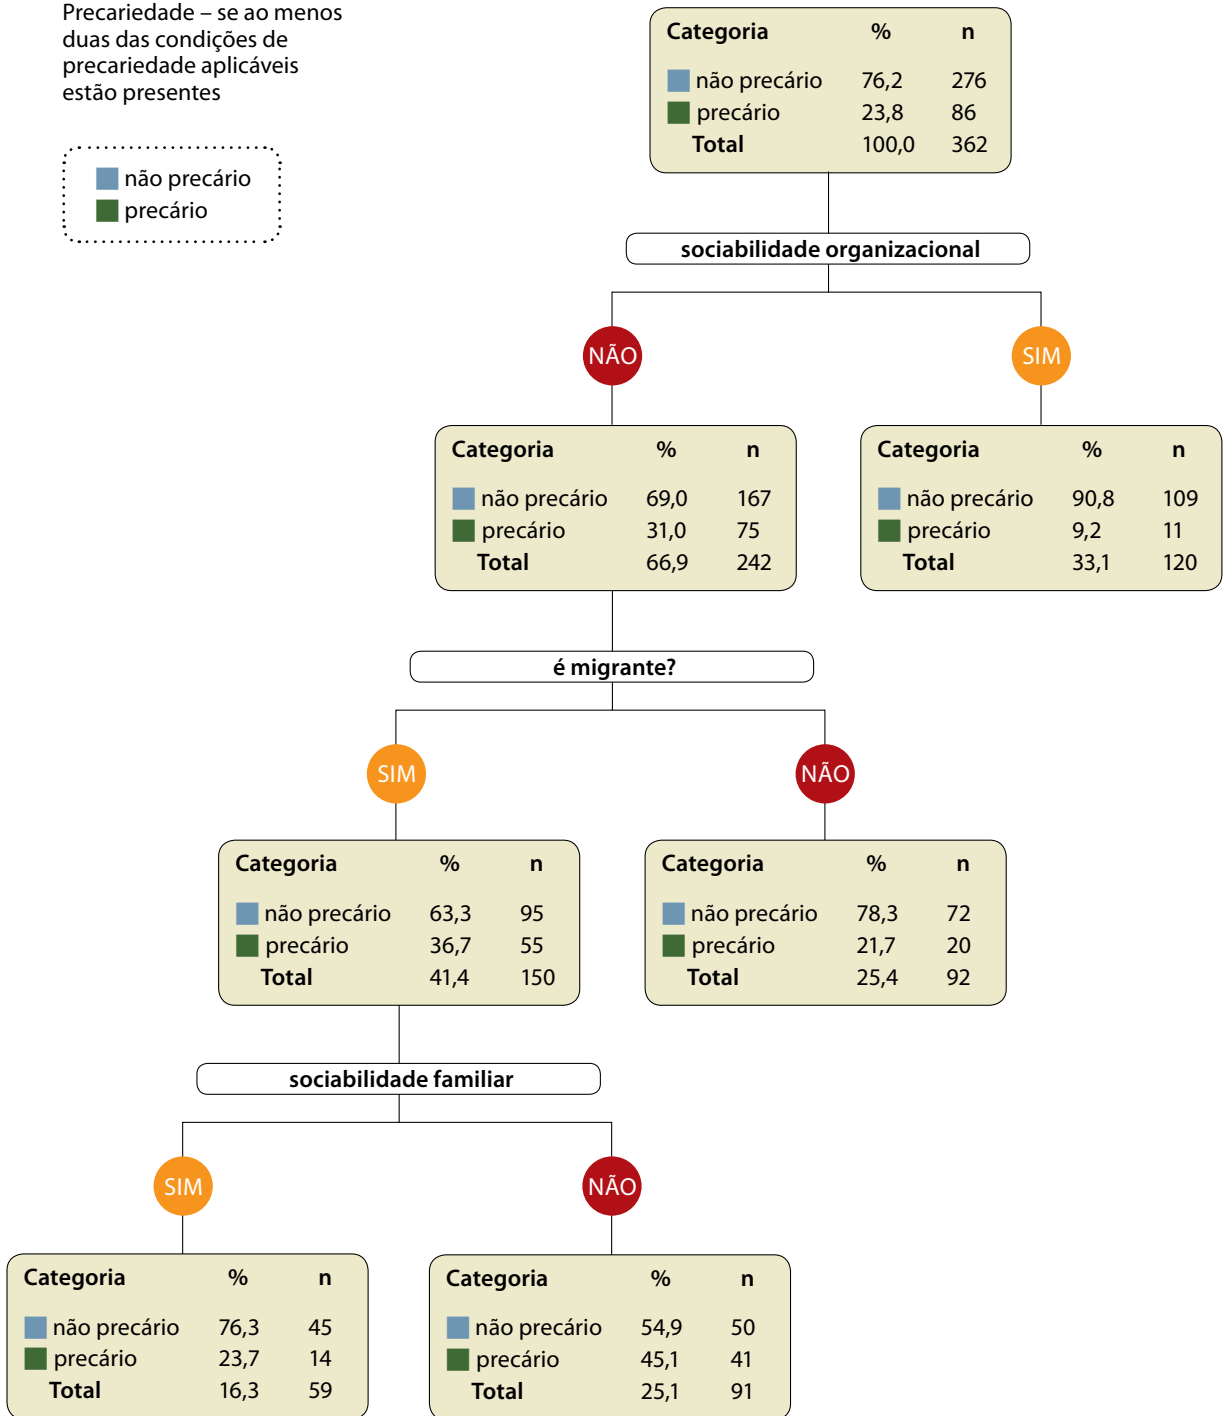 Precariedade – se ao menos
duas das condições de
precariedade aplicáveis
estão presentes
não precário
precário
Categoria % n
não precário 76,2 276
precário 23,8 86
Total 100,0 362
sociabilidade organizacional
NÃO
SIM
Categoria % n
não precário 69,0 167
precário 31,0 75
Total 66,9 242
Categoria % n
não precário 90,8 109
precário 9,2 11
Total 33,1 120
é migrante?
SIM
NÃO
Categoria % n
não precário 63,3 95
precário 36,7 55
Total 41,4 150
Categoria % n
não precário 78,3 72
precário 21,7 20
Total 25,4 92
sociabilidade familiar
SIM
NÃO
Categoria % n
não precário 76,3 45
precário 23,7 14
Total 16,3 59
Categoria % n
não precário 54,9 50
precário 45,1 41
Total 25,1 91